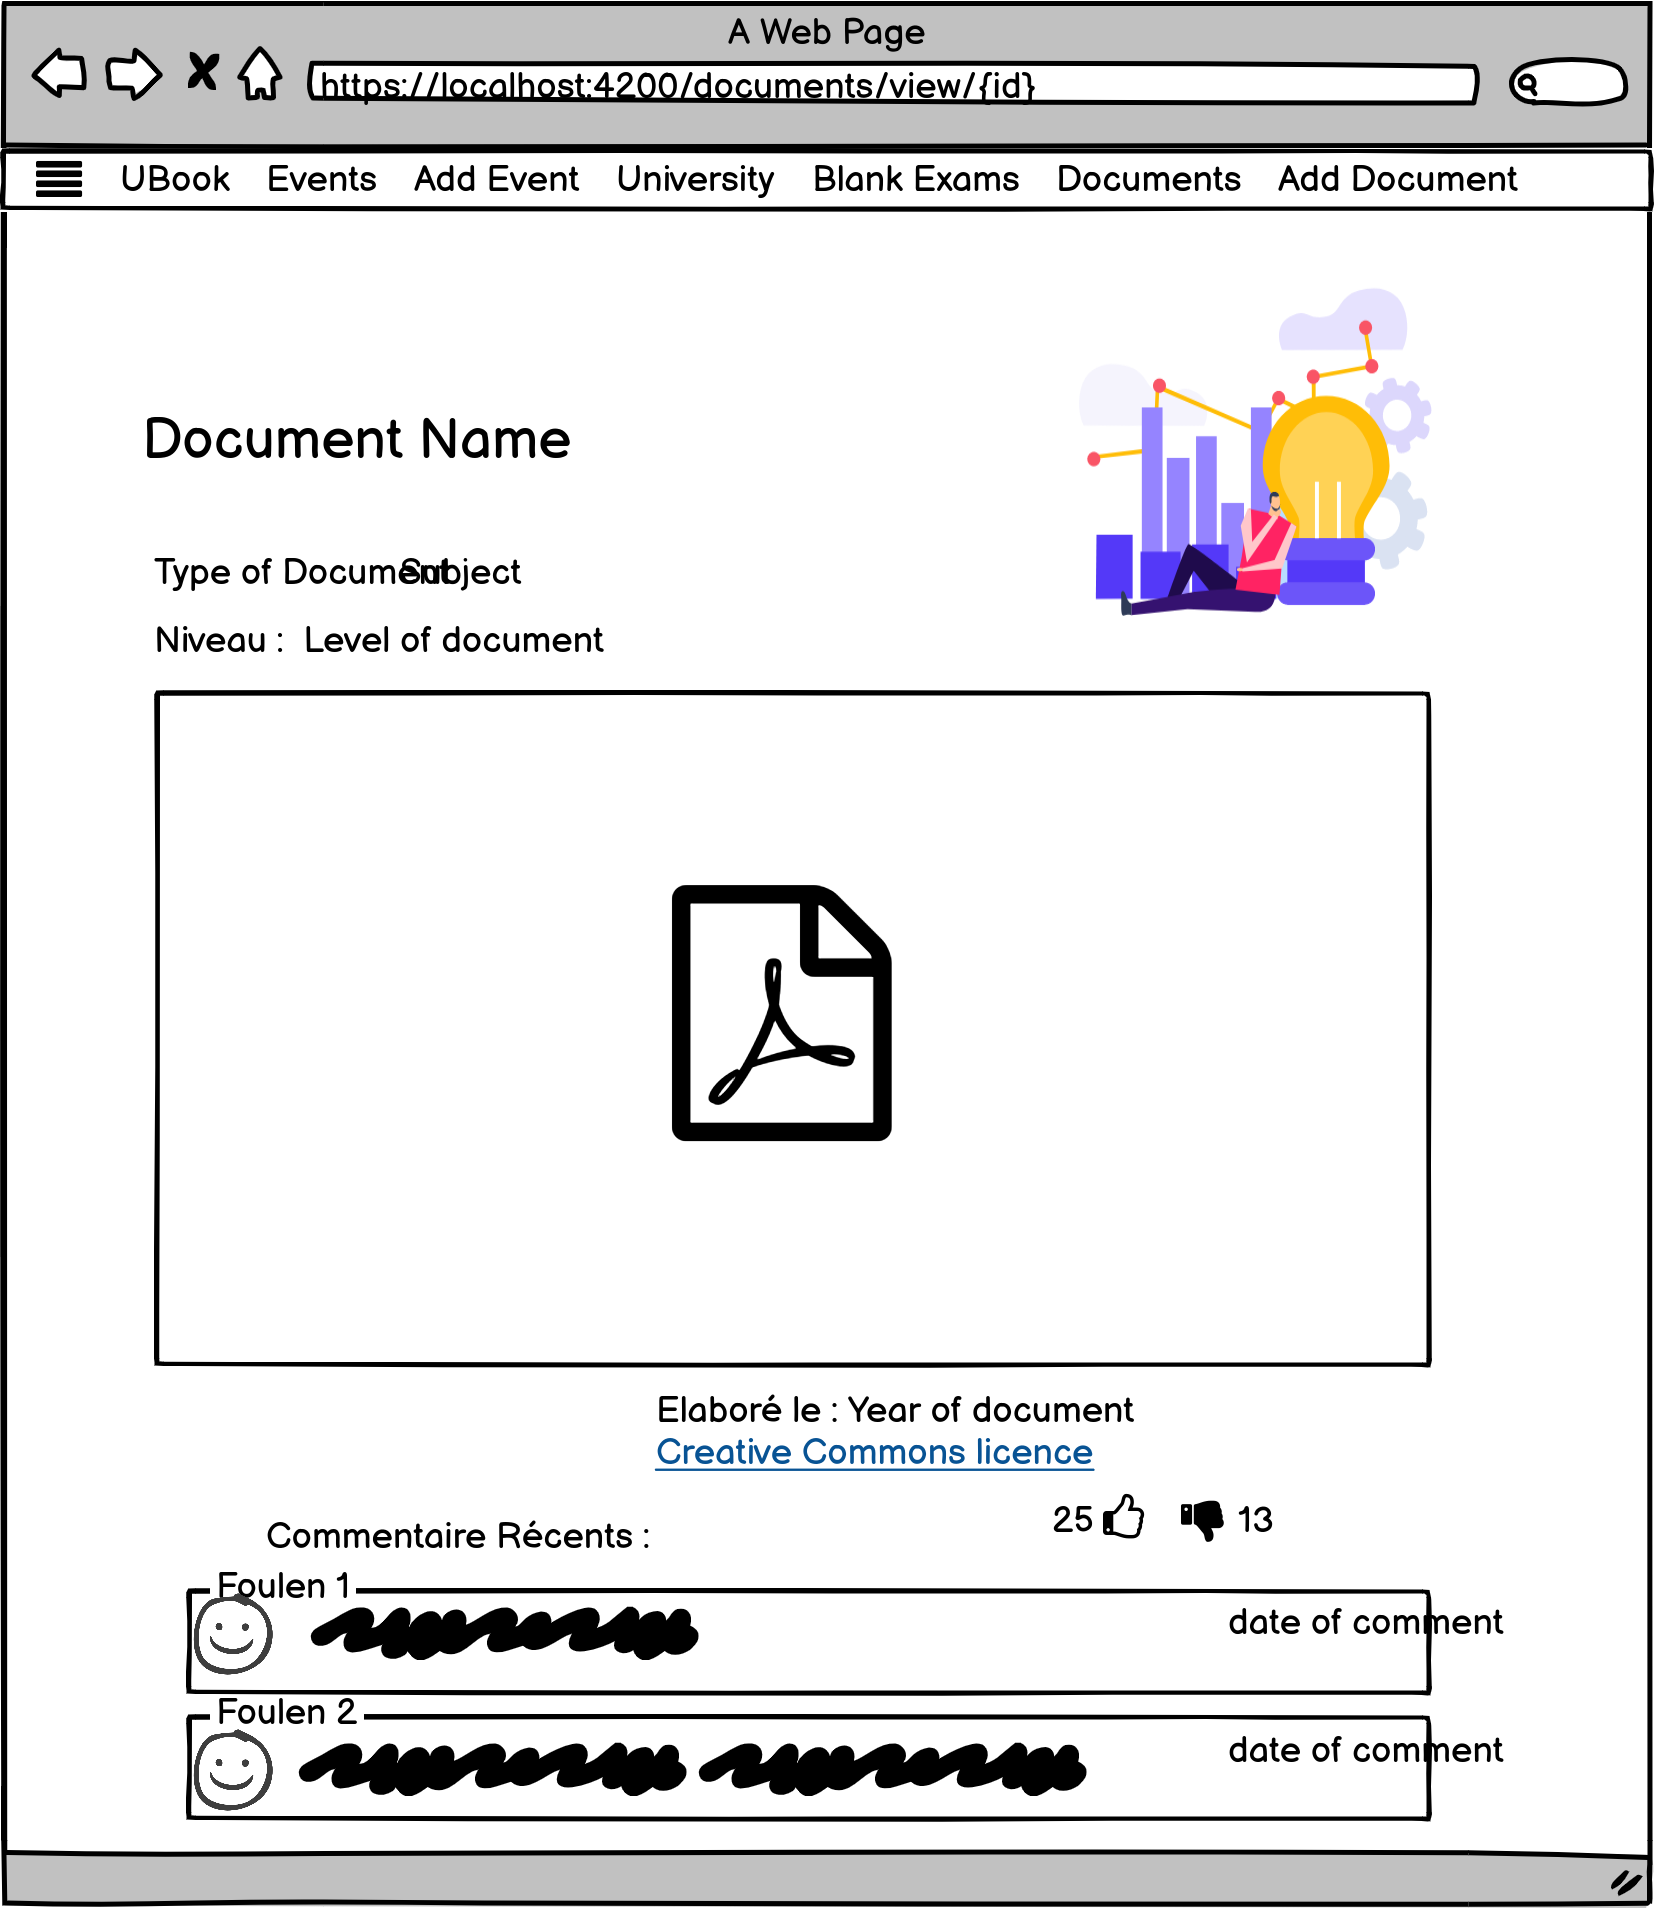 A Web Page
https://localhost:4200/documents/view/{id}
UBook Events Add Event University Blank Exams Documents Add Document
Document Name
Type of Document Subject
Niveau : Level of document
Elaboré le : Year of document
Creative Commons licence
25 13
Commentaire Récents :
Foulen 1
date of comment
Foulen 2
date of comment